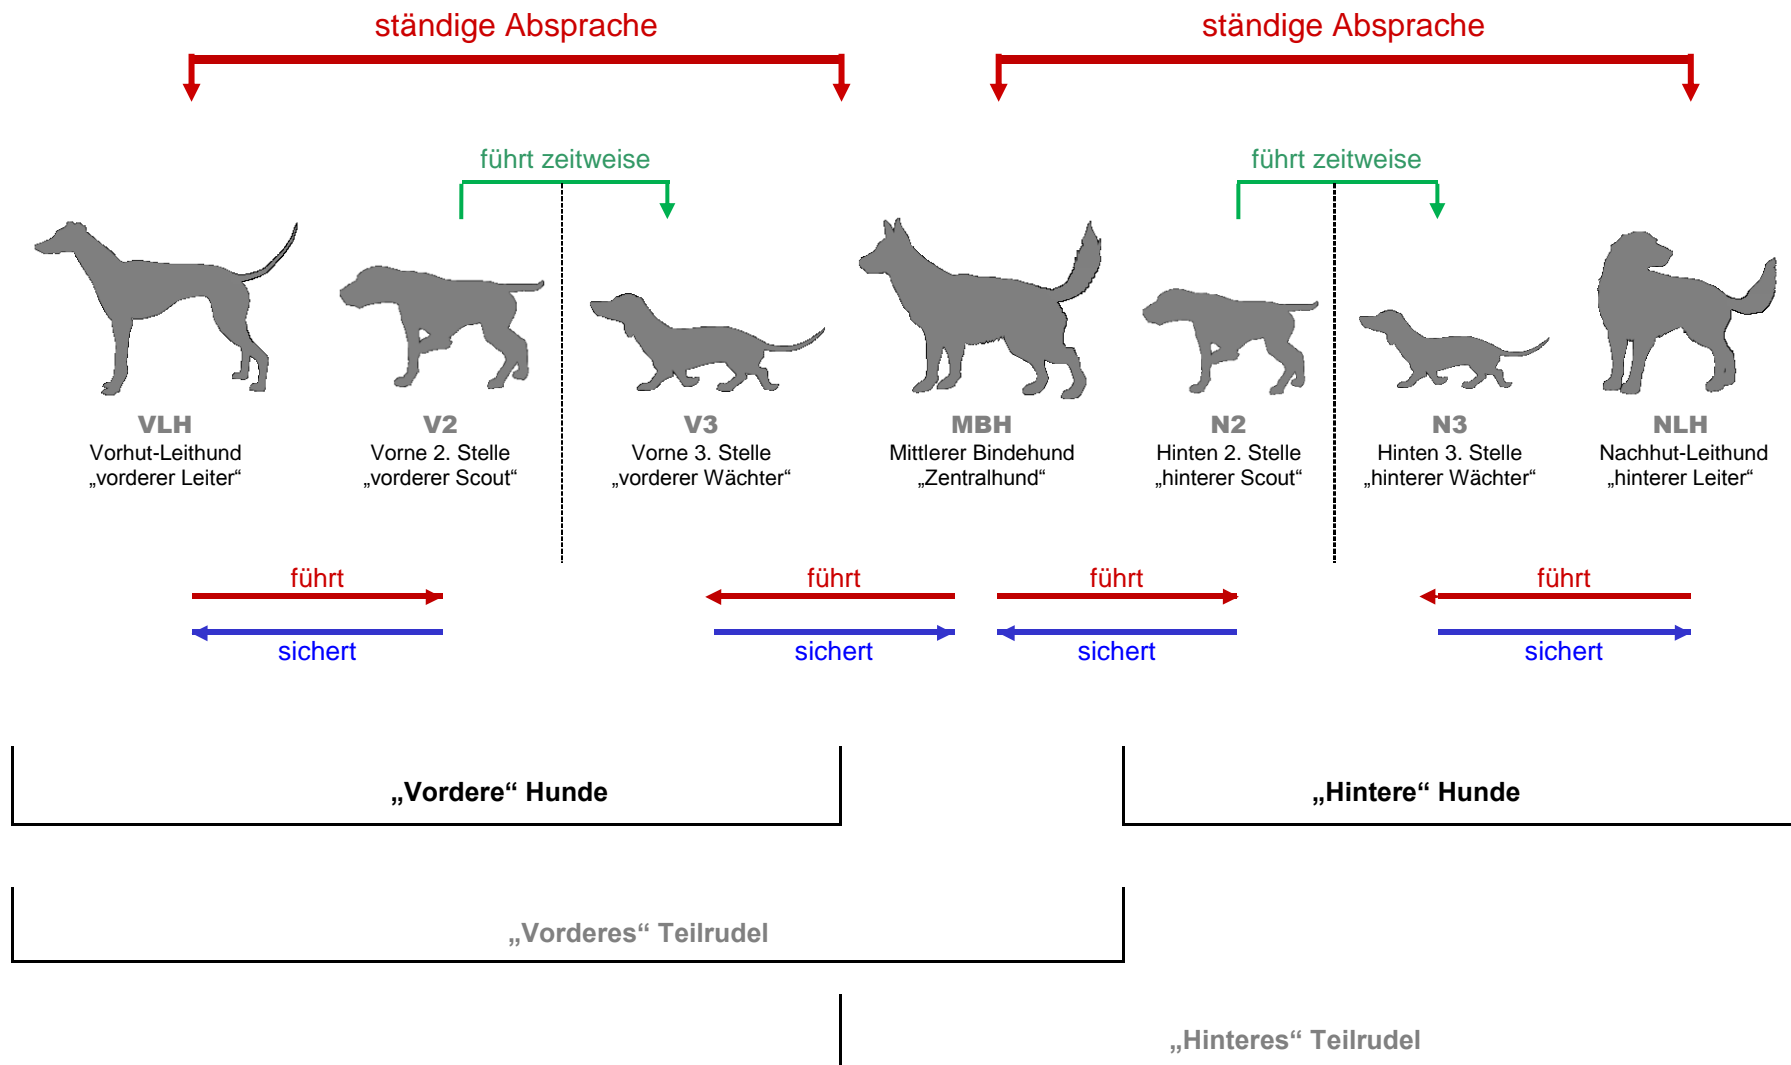 ständige Absprache
ständige Absprache
führt zeitweise
führt zeitweise
VLH
Vorhut-Leithund
„vorderer Leiter“
V2
Vorne 2. Stelle
„vorderer Scout“
V3
Vorne 3. Stelle
„vorderer Wächter“
MBH
Mittlerer Bindehund
„Zentralhund“
N2
Hinten 2. Stelle
„hinterer Scout“
N3
Hinten 3. Stelle
„hinterer Wächter“
NLH
Nachhut-Leithund
„hinterer Leiter“
führt
führt
führt
führt
sichert
sichert
sichert
sichert
„Vordere“ Hunde
„Hintere“ Hunde
„Vorderes“ Teilrudel
„Hinteres“ Teilrudel